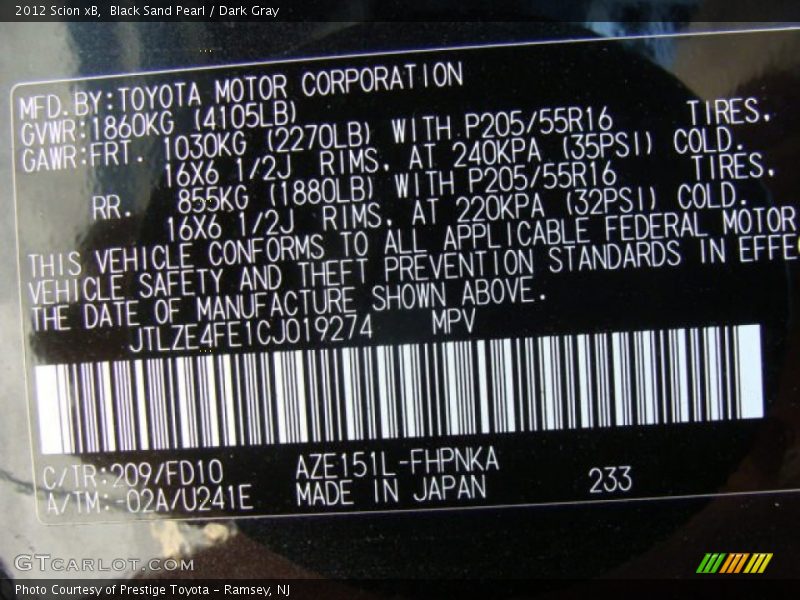 2012 Scion xB,  Black Sand Pearl / Dark Gray
MFD.BY:TOYOTA MOTOR CORPORATION
GVWR:1860KG (4105LB)
GAWR:FRT. 1030KG (2270LB) WITH P205/55R16 TIRES,
16X6 1/2J RIMS, AT 240KPA (35PSI) COLD.
RR. 855KG (1880LB) WITH P205/55R16 TIRES,
16X6 1/2J RIMS, AT 220KPA (32PSI) COLD.
THIS VEHICLE CONFORMS TO ALL APPLICABLE FEDERAL MOTOR
VEHICLE SAFETY AND THEFT PREVENTION STANDARDS IN EFFE
THE DATE OF MANUFACTURE SHOWN ABOVE.
JTLZE4FE1CJ019274 MPV
C/TR:209/FD10 AZE151L-FHPNKA 233
A/TM:-02A/U241E MADE IN JAPAN
GTCarLot.com
Photo Courtesy of Prestige Toyota - Ramsey, NJ